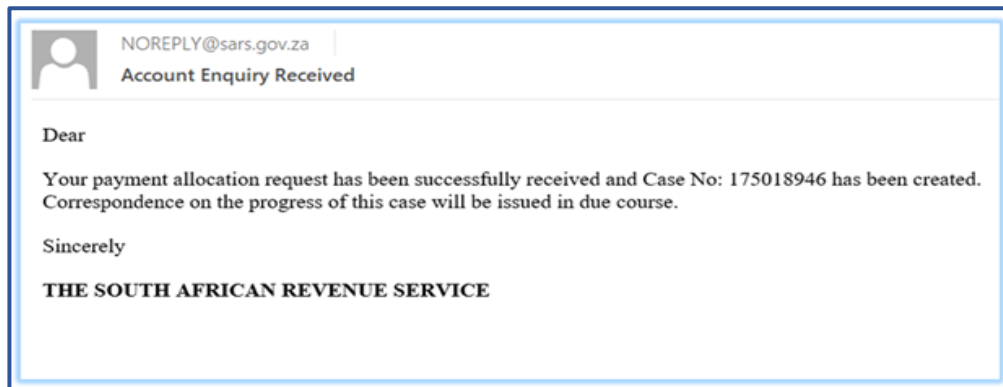 NOREPLY@sars.gov.za
Account Enquiry Received
Dear
Your payment allocation request has been successfully received and Case No: 175018946 has been created.
Correspondence on the progress of this case will be issued in due course.
Sincerely
THE SOUTH AFRICAN REVENUE SERVICE